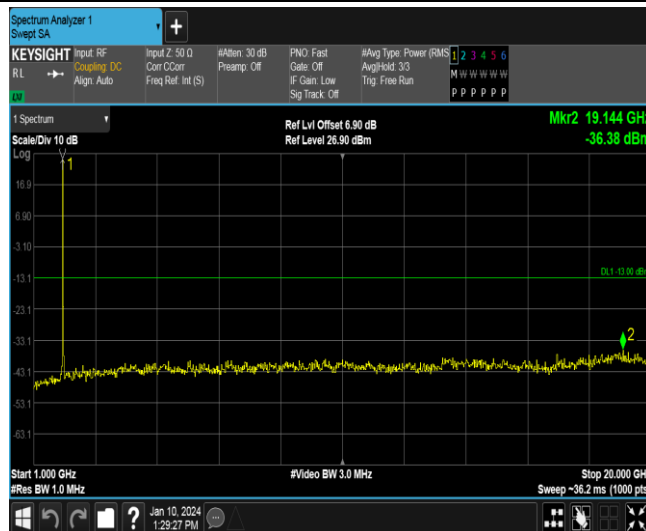 Spectrum Analyzer 1
Swept SA
+
KEYSIGHT Input: RF Input Z: 50 Ω #Atten: 30 dB PNO: Fast #Avg Type: Power (RMS 1 2 3 4 5 6
RL Coupling: DC Corr CCorr Preamp: Off Gate: Off Avg|Hold: 3/3 M W W W W W
Align: Auto Freq Ref: Int (S) IF Gain: Low Trig: Free Run
Sig Track: Off P P P P P P
1 Spectrum Mkr2 19.144 GHz
Ref Lvl Offset 6.90 dB
Scale/Div 10 dB Ref Level 26.90 dBm -36.38 dBm
Log
1
16.9
6.90
-3.10
DL1 -13.00 dBm
-13.1
-23.1
2
-33.1
-43.1
-53.1
-63.1
Start 1.000 GHz #Video BW 3.0 MHz Stop 20.000 GHz
#Res BW 1.0 MHz Sweep ~36.2 ms (1000 pts
? Jan 10, 2024
1:29:27 PM